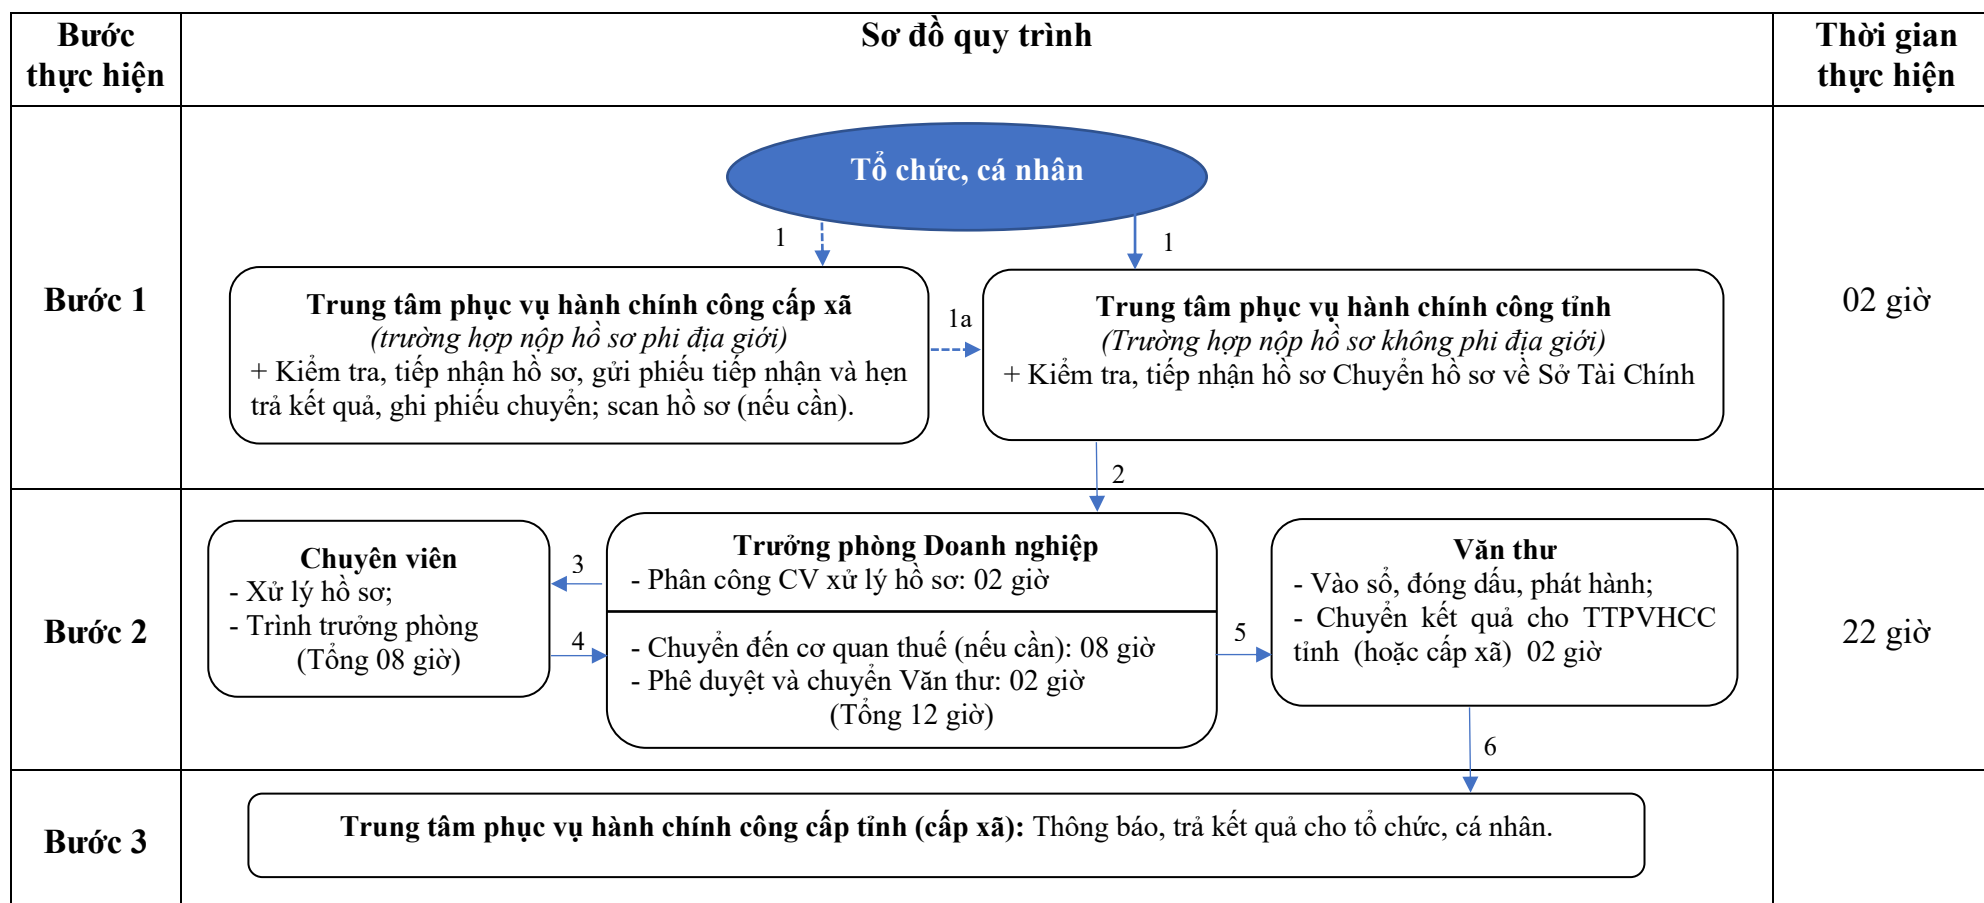 Bước
thực hiện
Sơ đồ quy trình
Thời gian
thực hiện
Bước 1
Tổ chức, cá nhân
1
1
Trung tâm phục vụ hành chính công cấp xã
(trường hợp nộp hồ sơ phi địa giới)
+ Kiểm tra, tiếp nhận hồ sơ, gửi phiếu tiếp nhận và hẹn
trả kết quả, ghi phiếu chuyển; scan hồ sơ (nếu cần).
1a
Trung tâm phục vụ hành chính công tỉnh
(Trường hợp nộp hồ sơ không phi địa giới)
+ Kiểm tra, tiếp nhận hồ sơ Chuyển hồ sơ về Sở Tài Chính
02 giờ
2
Bước 2
Chuyên viên
- Xử lý hồ sơ;
- Trình trưởng phòng
(Tổng 08 giờ)
3
4
Trưởng phòng Doanh nghiệp
- Phân công CV xử lý hồ sơ: 02 giờ
- Chuyển đến cơ quan thuế (nếu cần): 08 giờ
- Phê duyệt và chuyển Văn thư: 02 giờ
(Tổng 12 giờ)
5
Văn thư
- Vào sổ, đóng dấu, phát hành;
- Chuyển kết quả cho TTPVHCC
tỉnh (hoặc cấp xã) 02 giờ
22 giờ
6
Bước 3
Trung tâm phục vụ hành chính công cấp tỉnh (cấp xã): Thông báo, trả kết quả cho tổ chức, cá nhân.